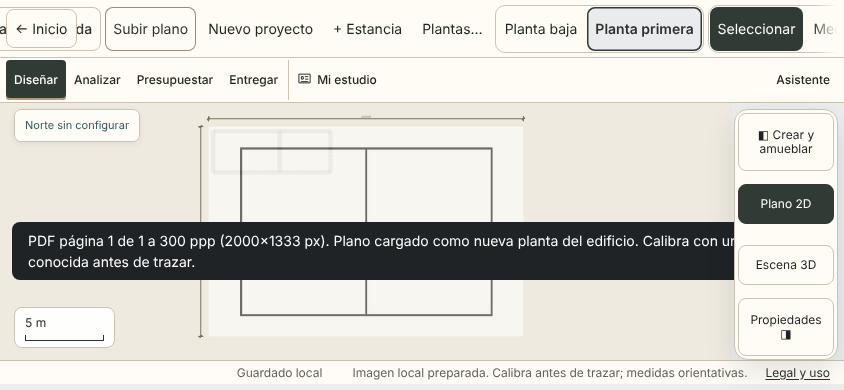 ← Inicio
da
Subir plano
Nuevo proyecto
+ Estancia
Plantas...
Planta baja
Planta primera
Seleccionar
Diseñar
Analizar
Presupuestar
Entregar
Mi estudio
Asistente
Norte sin configurar
Crear y
amueblar
Plano 2D
PDF página 1 de 1 a 300 ppp (2000×1333 px). Plano cargado como nueva planta del edificio. Calibra con
conocida antes de trazar.
Escena 3D
5 m
Propiedades
Guardado local
Imagen local preparada. Calibra antes de trazar; medidas orientativas.
Legal y uso